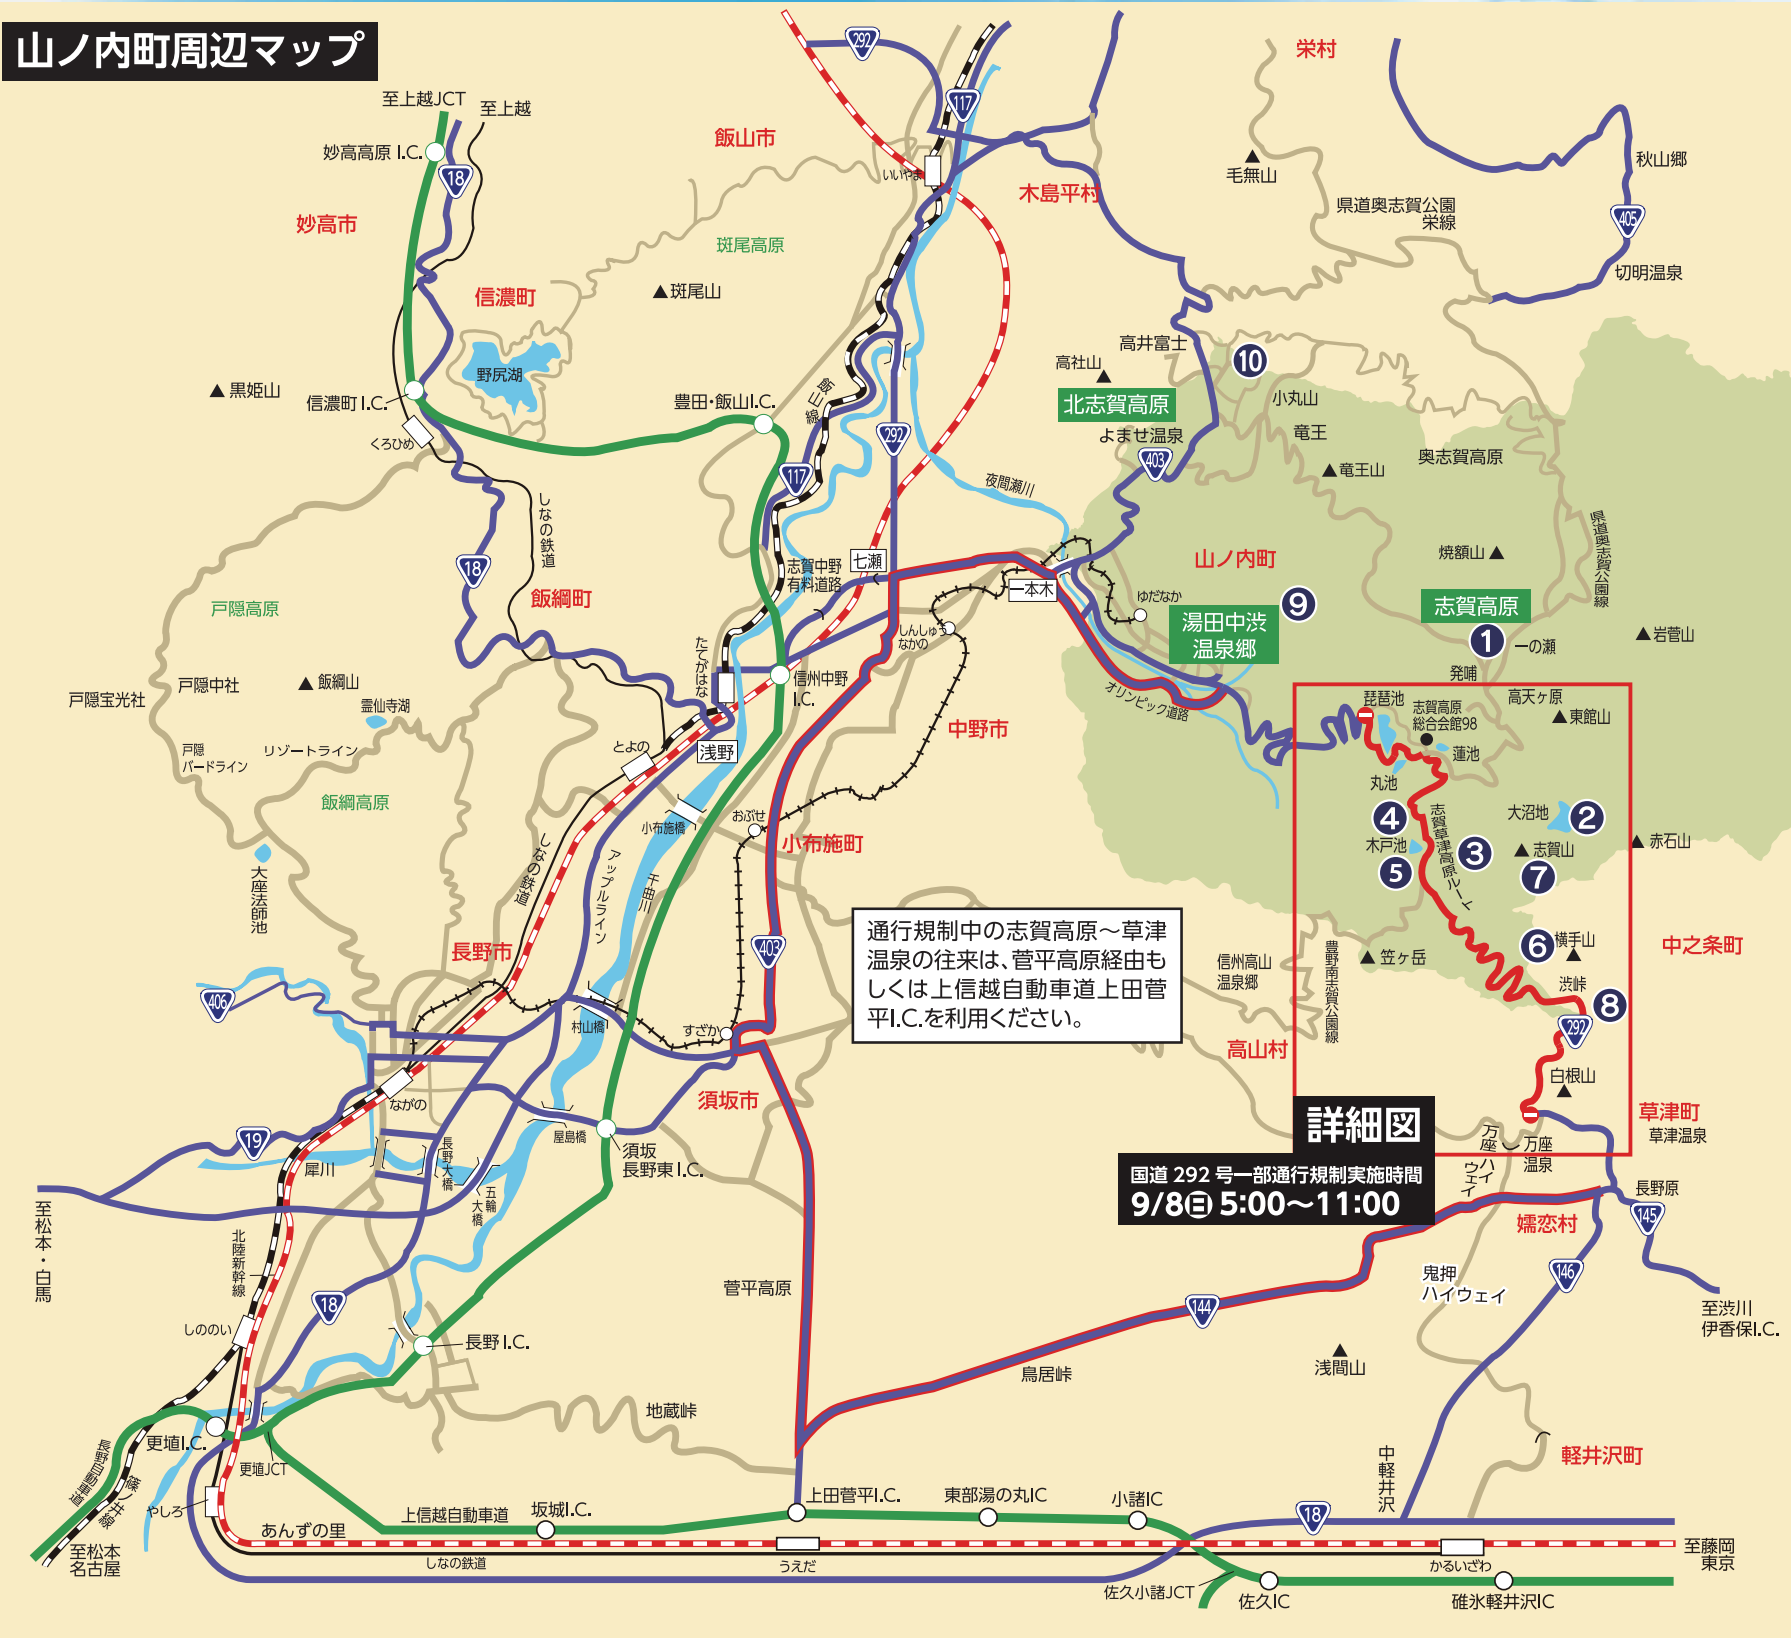 山ノ内町周辺マップ
至上越JCT
至上越
妙高高原 I.C.
18
妙高市
292
117
飯山市
いいやま
木島平村
栄村
毛無山
県道奥志賀公園
栄線
秋山郷
405
切明温泉
斑尾高原
斑尾山
信濃町
野尻湖
黒姫山
信濃町 I.C.
くろひめ
豊田・飯山I.C.
飯山線
117
292
高井富士
高社山
北志賀高原
よませ温泉
403
10
小丸山
竜王
竜王山
奥志賀高原
夜間瀬川
しなの鉄道
18
飯綱町
戸隠高原
志賀中野
有料道路
七瀬
一本木
山ノ内町
焼額山
県道奥志賀公園線
ゆだなか
湯田中渋
温泉郷
9
志賀高原
1
一の瀬
岩菅山
しんしゅう
なかの
たてがはな
信州中野
I.C.
戸隠宝光社
戸隠中社
飯綱山
霊仙寺湖
戸隠
バードライン
リゾートライン
飯綱高原
とよの
浅野
中野市
オリンピック道路
発哺
高天ヶ原
東館山
琵琶池
志賀高原
総合会館98
蓮池
丸池
大沼地
2
4
木戸池
5
志賀草津高原ルート
3
志賀山
7
赤石山
小布施橋
おぶせ
小布施町
しなの鉄道
アップルライン
千曲川
大座法師池
長野市
403
通行規制中の志賀高原～草津
温泉の往来は、菅平高原経由も
しくは上信越自動車道上田菅
平I.C.を利用ください。
信州高山
温泉郷
豊野南志賀公園線
笠ヶ岳
6
横手山
渋峠
8
中之条町
406
村山橋
すざか
高山村
292
白根山
須坂市
ながの
19
犀川
長野大橋
五輪大橋
屋島橋
須坂
長野東 I.C.
詳細図
国道 292 号一部通行規制実施時間
9/8日 5:00～11:00
万座ハイウェイ
万座
温泉
草津町
草津温泉
長野原
145
嬬恋村
至松本・白馬
北陸新幹線
18
しののい
長野 I.C.
菅平高原
144
鬼押
ハイウェイ
146
至渋川
伊香保I.C.
鳥居峠
浅間山
地蔵峠
更埴I.C.
更埴JCT
長野自動車道
篠ノ井線
やしろ
至松本
名古屋
あんずの里
上信越自動車道
坂城I.C.
しなの鉄道
上田菅平I.C.
うえだ
東部湯の丸IC
小諸IC
中軽井沢
軽井沢町
18
かるいざわ
至藤岡
東京
佐久小諸JCT
佐久IC
碓氷軽井沢IC